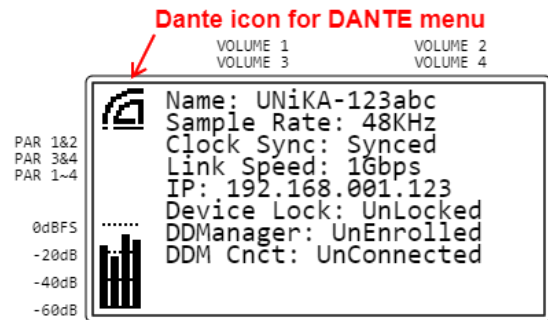 Dante icon for DANTE menu
VOLUME 1 VOLUME 2
VOLUME 3 VOLUME 4
Name: UNiKA-123abc
Sample Rate: 48KHz
Clock Sync: Synced
Link Speed: 1Gbps
IP: 192.168.001.123
Device Lock: UnLocked
DDManager: UnEnrolled
DDM Cnct: UnConnected
PAR 1&2
PAR 3&4
PAR 1~4
0dBFS
-20dB
-40dB
-60dB